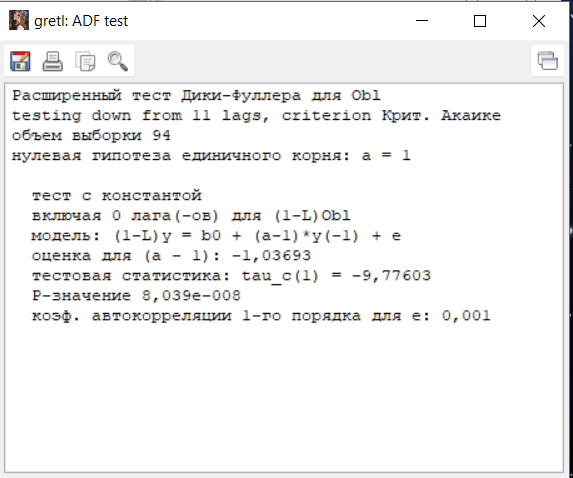 gretl: ADF test
Расширенный тест Дики-Фуллера для Obl
testing down from 11 lags, criterion Крит. Акаике
объем выборки 94
нулевая гипотеза единичного корня: a = 1
тест с константой
включая 0 лага(-ов) для (1-L)Obl
модель: (1-L)y = b0 + (a-1)*y(-1) + e
оценка для (a - 1): -1,03693
тестовая статистика: tau_c(1) = -9,77603
P-значение 8,039e-008
коэф. автокорреляции 1-го порядка для e: 0,001